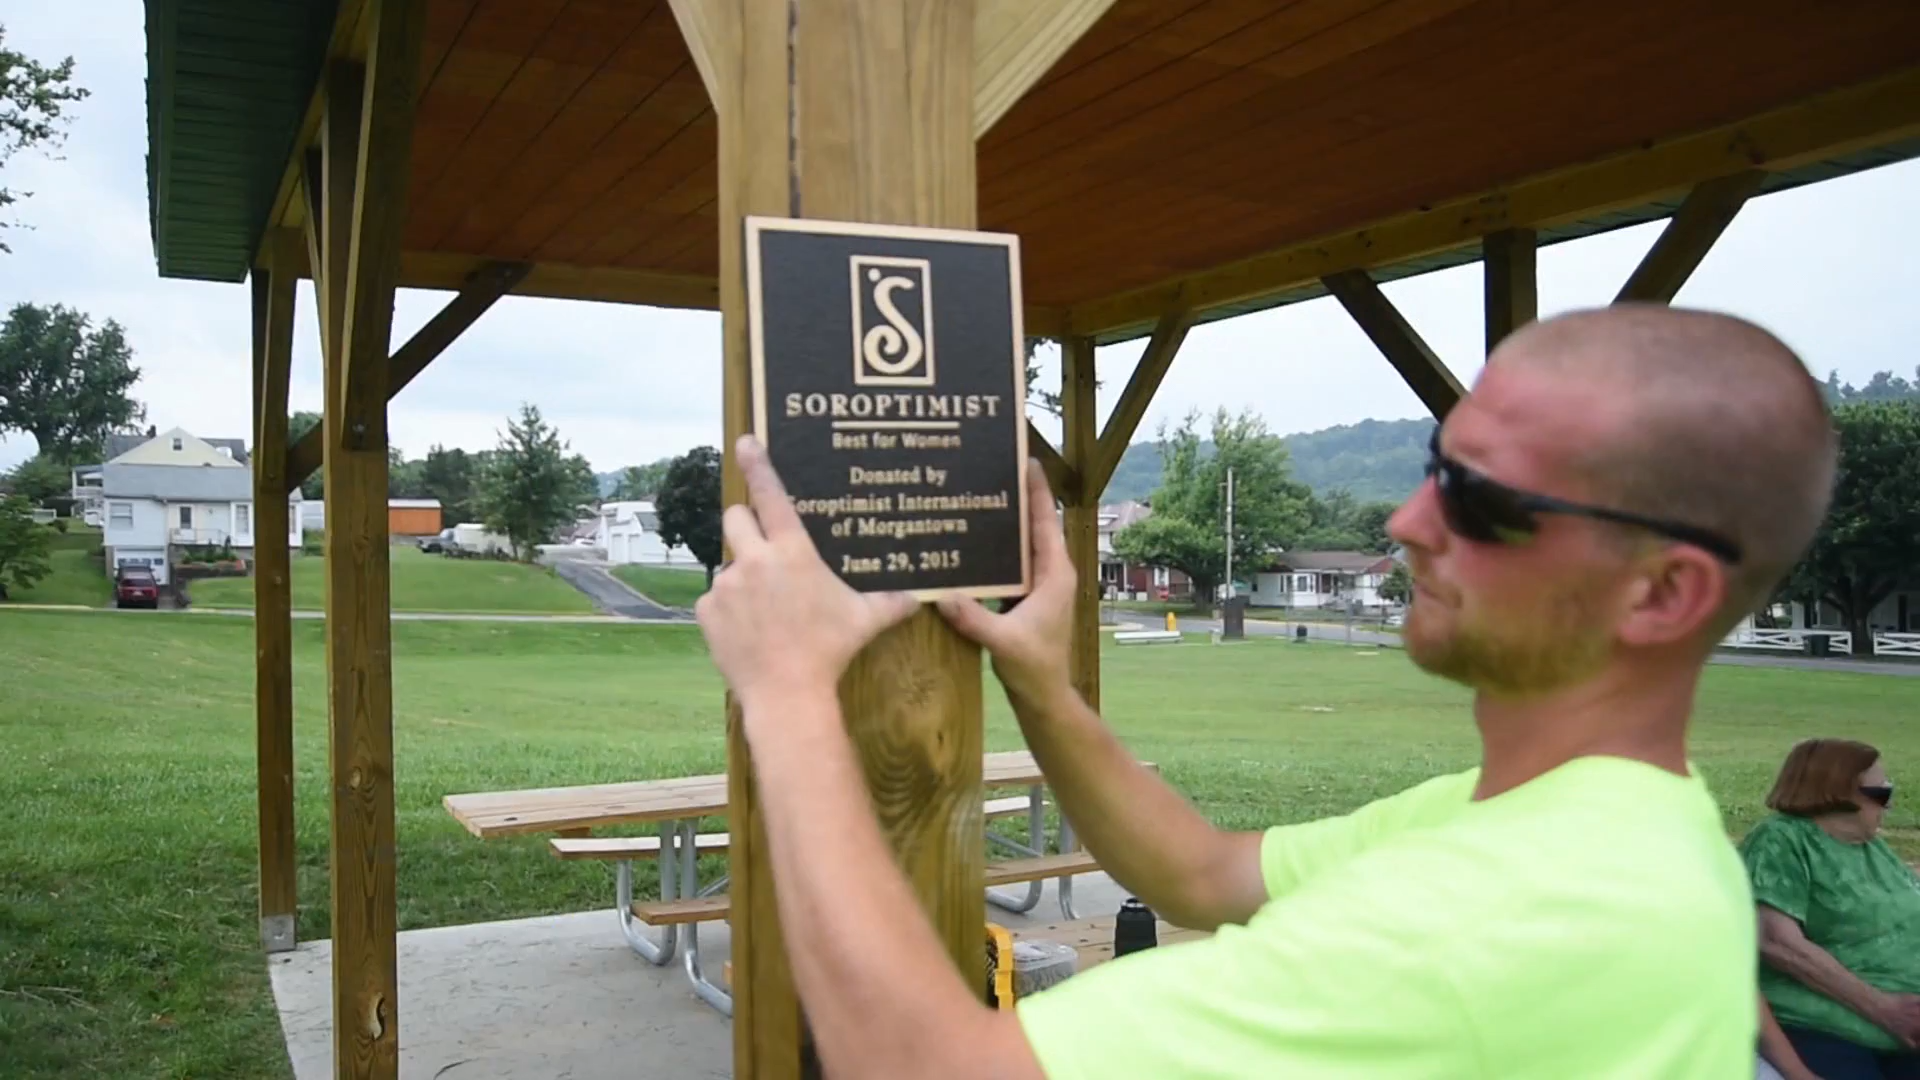 S
SOROPTIMIST
Best for Women
Donated by
Soroptimist International
of Morgantown
June 29, 2015